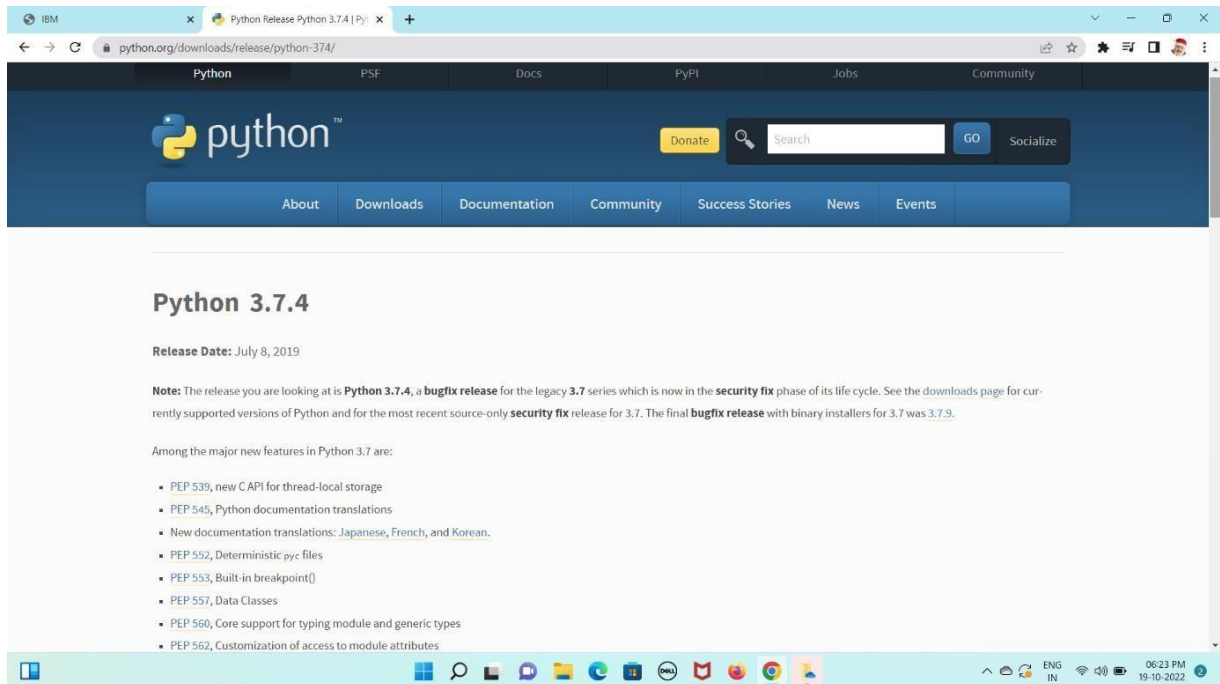 IBM
Python Release Python 3.7.4 | Py
python.org/downloads/release/python-374/
Python PSF Docs PyPI Jobs Community
python™
Donate Search GO Socialize
About Downloads Documentation Community Success Stories News Events
Python 3.7.4
Release Date: July 8, 2019
Note: The release you are looking at is Python 3.7.4, a bugfix release for the legacy 3.7 series which is now in the security fix phase of its life cycle. See the downloads page for cur-
rently supported versions of Python and for the most recent source-only security fix release for 3.7. The final bugfix release with binary installers for 3.7 was 3.7.9.
Among the major new features in Python 3.7 are:
▪ PEP 539, new C API for thread-local storage
▪ PEP 545, Python documentation translations
▪ New documentation translations: Japanese, French, and Korean.
▪ PEP 552, Deterministic pyc files
▪ PEP 553, Built-in breakpoint()
▪ PEP 557, Data Classes
▪ PEP 560, Core support for typing module and generic types
▪ PEP 562, Customization of access to module attributes
DELL
ENG
IN
06:23 PM
19-10-2022
2